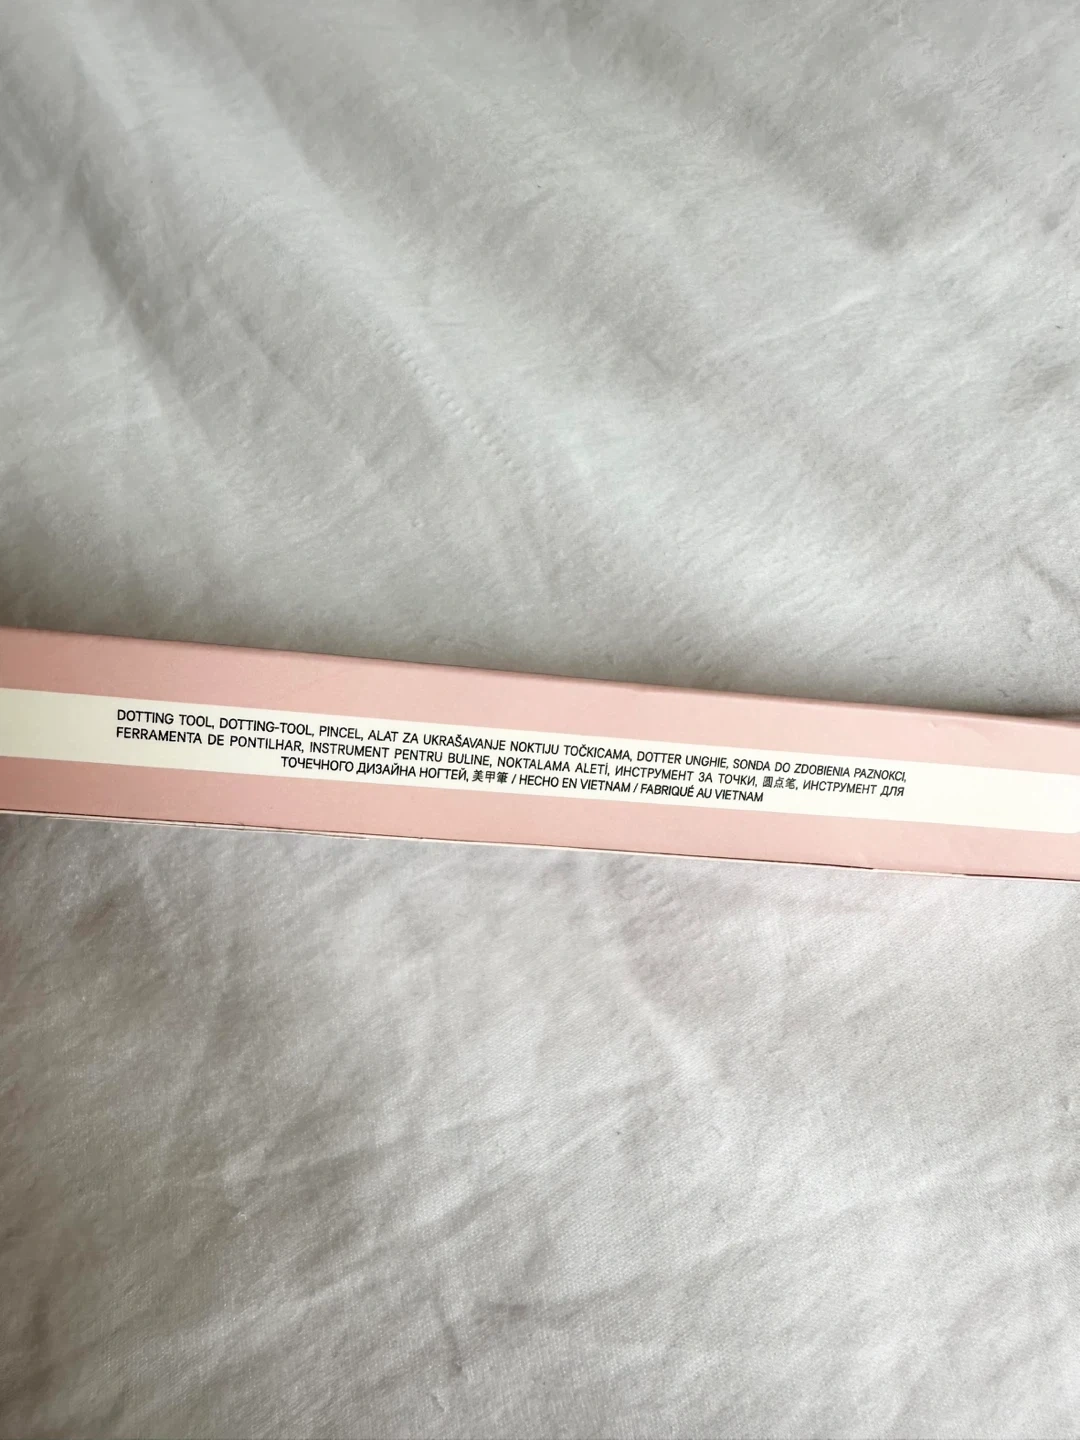 DOTTING TOOL, DOTTING-TOOL, PINCEL, ALAT ZA UKRAŠAVANJE NOKTIJU TOČKICAMA, DOTTER UNGHIE, SONDA DO ZDOBIENIA PAZNOKCI,
FERRAMENTA DE PONTILHAR, INSTRUMENT PENTRU BULINE, NOKTALAMA ALETİ, ИНСТРУМЕНТ ЗА ТОЧКИ, 圆点笔, ИНСТРУМЕНТ ДЛЯ
ТОЧЕЧНОГО ДИЗАЙНА НОГТЕЙ, 美甲筆 / HECHO EN VIETNAM / FABRIQUÉ AU VIETNAM